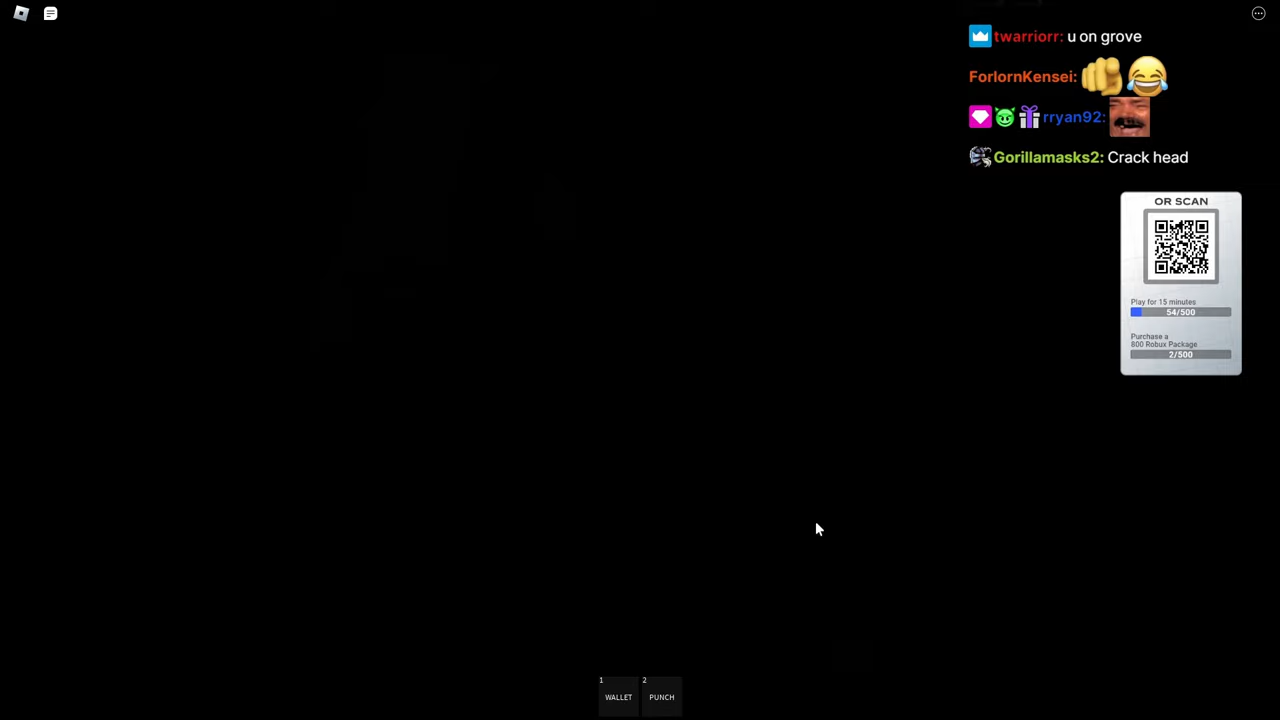 twarriorr: u on grove
ForlornKensei:
rryan92:
Gorillamasks2: Crack head
OR SCAN
Play for 15 minutes
54/500
Purchase a
800 Robux Package
2/500
1
WALLET
2
PUNCH